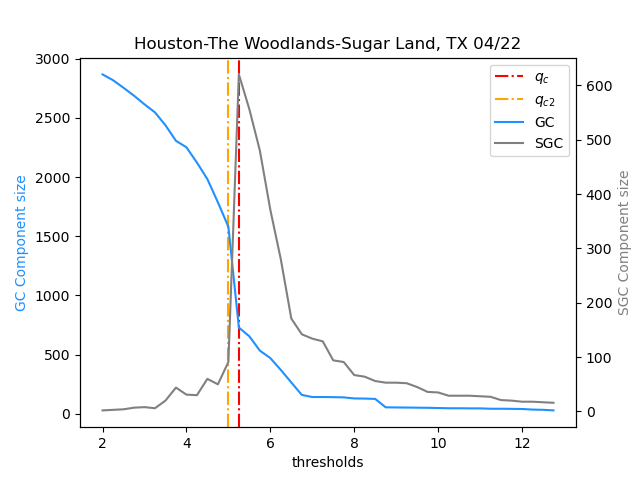 Houston-The Woodlands-Sugar Land, TX 04/22
GC Component size
3000
2500
2000
1500
1000
500
0
q_c
q_c2
GC
SGC
600
500
400
300
200
100
0
SGC Component size
2 4 6 8 10 12
thresholds